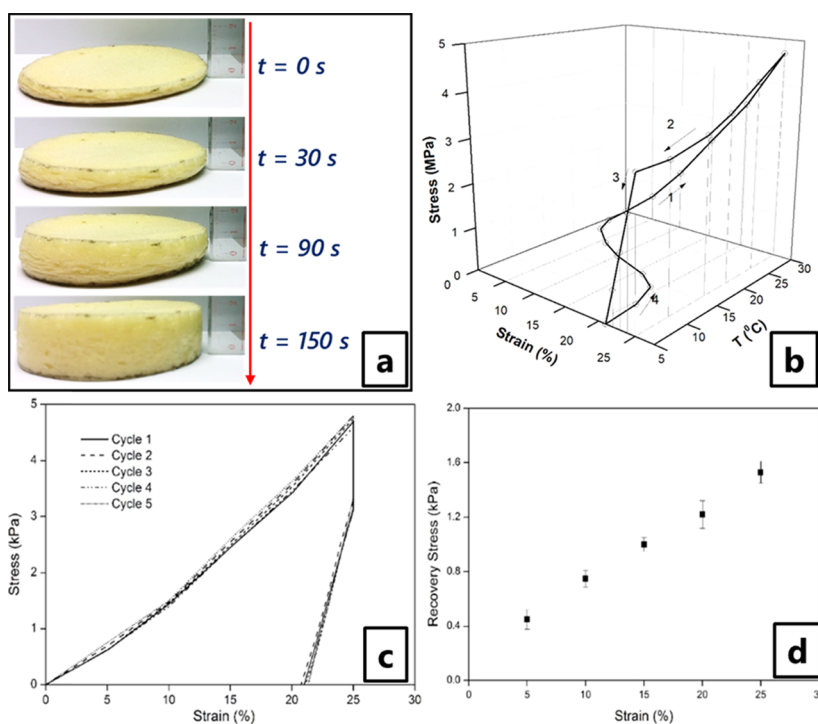 t = 0 s
t = 30 s
t = 90 s
t = 150 s
a
5
4
3
2
1
0
Stress (MPa)
0
5
10
15
20
25
Strain (%)
5
10
15
20
25
30
T (⁰C)
1
2
3
4
b
5
4
3
2
1
0
Stress (kPa)
Cycle 1
Cycle 2
Cycle 3
Cycle 4
Cycle 5
0
5
10
15
20
25
30
Strain (%)
c
2.0
1.6
1.2
0.8
0.4
0.0
Recovery Stress (kPa)
5
10
15
20
25
30
Strain (%)
d